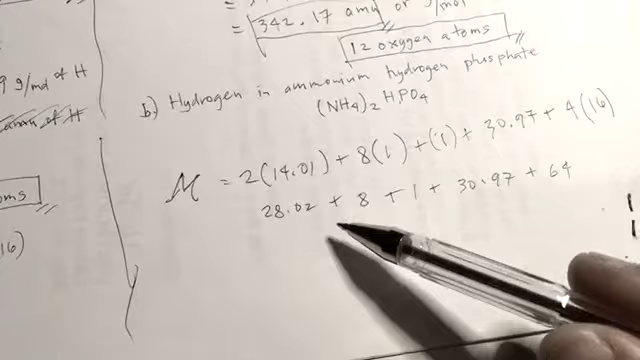 = 342.17 amu or g/mol
12 oxygen atoms
9 g/mol of H
b) Hydrogen in ammonium hydrogen phosphate
(NH4)2 HPO4
M = 2(14.01) + 8(1) + (1) + 30.97 + 4(16)
28.02 + 8 + 1 + 30.97 + 64
16)